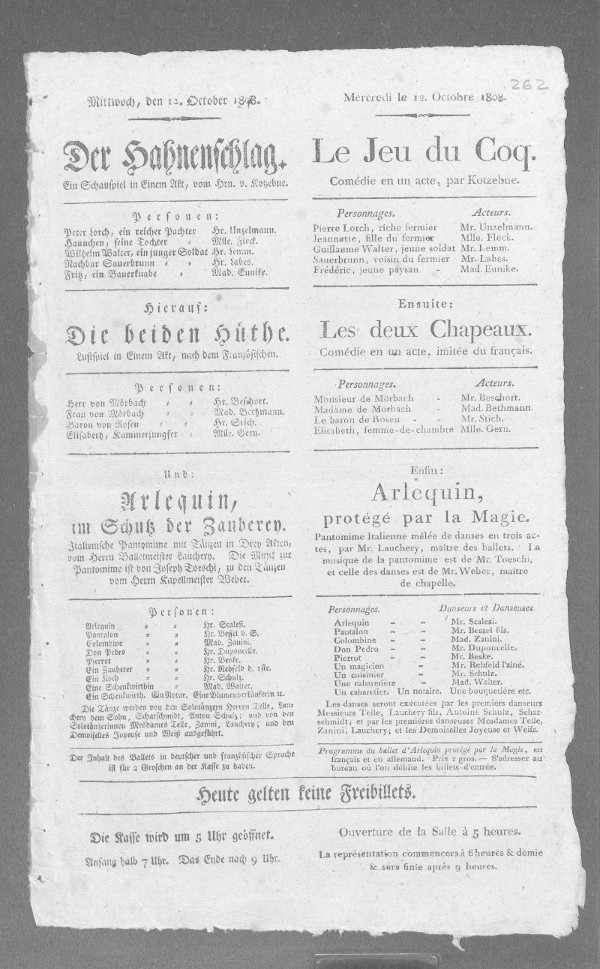 262
Mittwoch, den 12. October 1808.
Der Hahnenschlag.
Ein Schauspiel in Einem Akt, vom Hrn. v. Kotzebue.
Personen:
Peter Lorch, ein reicher Pachter Hr. Unzelmann.
Hannchen, seine Tochter „ Mlle. Fleck.
Wilhelm Walter, ein junger Soldat Hr. Lemm.
Nachbar Sauerbrunn „ „ Hr. Labes.
Fritz, ein Bauerknabe „ Mad. Eunike.
Hierauf:
Die beiden Hüthe.
Lustspiel in Einem Akt, nach dem Französischen.
Personen:
Herr von Mörbach „ „ Hr. Beschort.
Frau von Mörbach „ Mad. Bethmann.
Baron von Rosen „ „ Hr. Stich.
Elisabeth, Kammerjungfer „ Mlle. Gern.
Und:
Arlequin,
im Schutz der Zauberey.
Italienische Pantomime mit Tänzen in Drey Akten,
vom Herrn Balletmeister Lauchery. Die Musik zur
Pantomime ist von Joseph Toeschi, zu den Tänzen
vom Herrn Kapellmeister Weber.
Personen:
Arlequin „ „ Hr. Scalesi.
Pantalon „ „ Hr. Bessel d. S.
Colombine „ „ Mad. Zanini.
Don Pedro „ „ Hr. Duponcelle.
Pierrot „ „ Hr. Beske.
Ein Zauberer „ „ Hr. Rehfeld d. älte.
Ein Koch „ „ Hr. Schulz.
Eine Schenkwirthin „ Mad. Walter.
Ein Schenkwirth. Ein Notar. Eine Blumenverkäuferin ꝛc.
Die Tänze werden von den Solotänzern Herren Telle, Lau-
chery dem Sohn, Scharschmidt, Anton Schulz; und von den
Solotänzerinnen Mesdames Telle, Zanini, Lauchery; und den
Demoiselles Joyeuse und Weiß ausgeführt.
Der Inhalt des Ballets in deutscher und französischer Sprache
ist für 2 Groschen an der Kasse zu haben.
Mercredi le 12. Octobre 1808.
Le Jeu du Coq.
Comédie en un acte, par Kotzebue.
Personnages. Acteurs.
Pierre Lorch, riche fermier Mr. Unzelmann.
Jeannette, fille du fermier Mlle. Fleck.
Guillaume Walter, jeune soldat Mr. Lemm.
Sauerbrunn, voisin du fermier Mr. Labes.
Frédéric, jeune paysan - Mad. Eunike.
Ensuite:
Les deux Chapeaux.
Comédie en un acte, imitée du français.
Personnages. Acteurs.
Monsieur de Mörbach - Mr. Beschort.
Madame de Mörbach - Mad. Bethmann.
Le baron de Rosen - - Mr. Stich.
Elisabeth, femme-de-chambre Mlle. Gern.
Enfin:
Arlequin,
protégé par la Magie.
Pantomime Italienne mêlée de danses en trois ac-
tes, par Mr. Lauchery, maître des ballets. La
musique de la pantomime est de Mr. Toeschi,
et celle des danses est de Mr. Weber, maître
de chapelle.
Personnages. Danseurs et Danseuses.
Arlequin - - Mr. Scalezi.
Pantalon - - Mr. Bessel fils.
Colombine - - Mad. Zanini.
Don Pedro - - Mr. Duponcelle.
Pierrot - - Mr. Beske.
Un magicien - Mr. Rehfeld l'aîné.
Un cuisinier - Mr. Schulz.
Une cabaretière - Mad. Walter.
Un cabaretier. Un notaire. Une bouquetière etc.
Les danses seront exécutées par les premiers danseurs
Messieurs Telle, Lauchery fils, Antoine Schulz, Schar-
schmidt; et par les premières danseuses Mesdames Telle,
Zanini, Lauchery; et les Demoiselles Joyeuse et Weifs.
Programme du ballet d'Arlequin protégé par la Magie, en
français et en allemand. Prix 2 gros. — S'adresser au
bureau où l'on débite les billets-d'entrée.
Heute gelten keine Freibillets.
Die Kasse wird um 5 Uhr geöffnet.
Anfang halb 7 Uhr. Das Ende nach 9 Uhr.
Ouverture de la Salle à 5 heures.
La représentation commencera à 6 heures & demie
& sera finie après 9 heures.